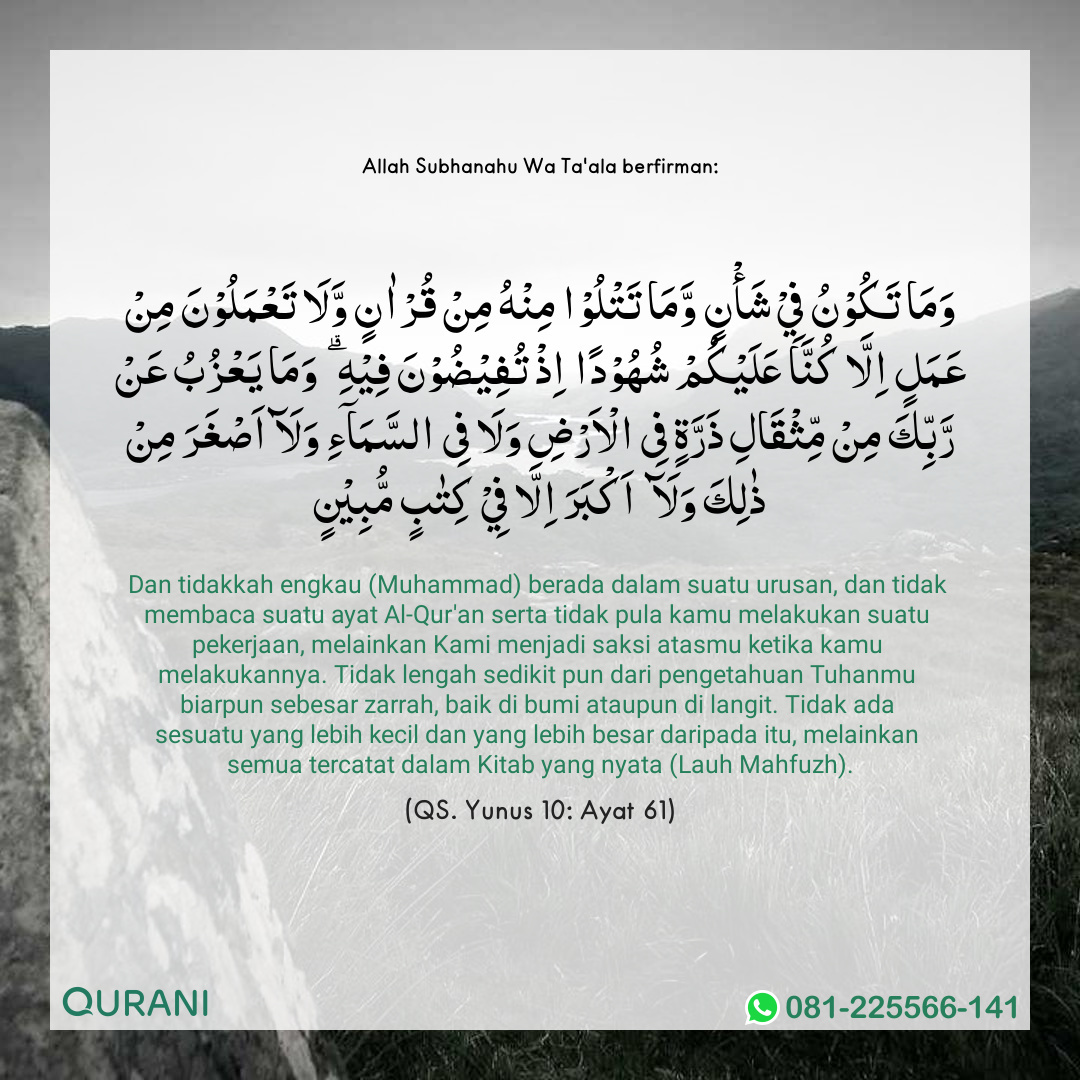 Allah Subhanahu Wa Ta'ala berfirman:
وَمَا تَكُوْنُ فِيْ شَأْنٍ وَّمَا تَتْلُوْا مِنْهُ مِنْ قُرْاٰنٍ وَّلَا تَعْمَلُوْنَ مِنْ
عَمَلٍ اِلَّا كُنَّا عَلَيْكُمْ شُهُوْدًا اِذْ تُفِيْضُوْنَ فِيْهِۗ وَمَا يَعْزُبُ عَنْ
رَّبِّكَ مِنْ مِّثْقَالِ ذَرَّةٍ فِى الْاَرْضِ وَلَا فِى السَّمَاۤءِ وَلَآ اَصْغَرَ مِنْ
ذٰلِكَ وَلَآ اَكْبَرَ اِلَّا فِيْ كِتٰبٍ مُّبِيْنٍ
Dan tidakkah engkau (Muhammad) berada dalam suatu urusan, dan tidak
membaca suatu ayat Al-Qur'an serta tidak pula kamu melakukan suatu
pekerjaan, melainkan Kami menjadi saksi atasmu ketika kamu
melakukannya. Tidak lengah sedikit pun dari pengetahuan Tuhanmu
biarpun sebesar zarrah, baik di bumi ataupun di langit. Tidak ada
sesuatu yang lebih kecil dan yang lebih besar daripada itu, melainkan
semua tercatat dalam Kitab yang nyata (Lauh Mahfuzh).
(QS. Yunus 10: Ayat 61)
QURANI
081-225566-141